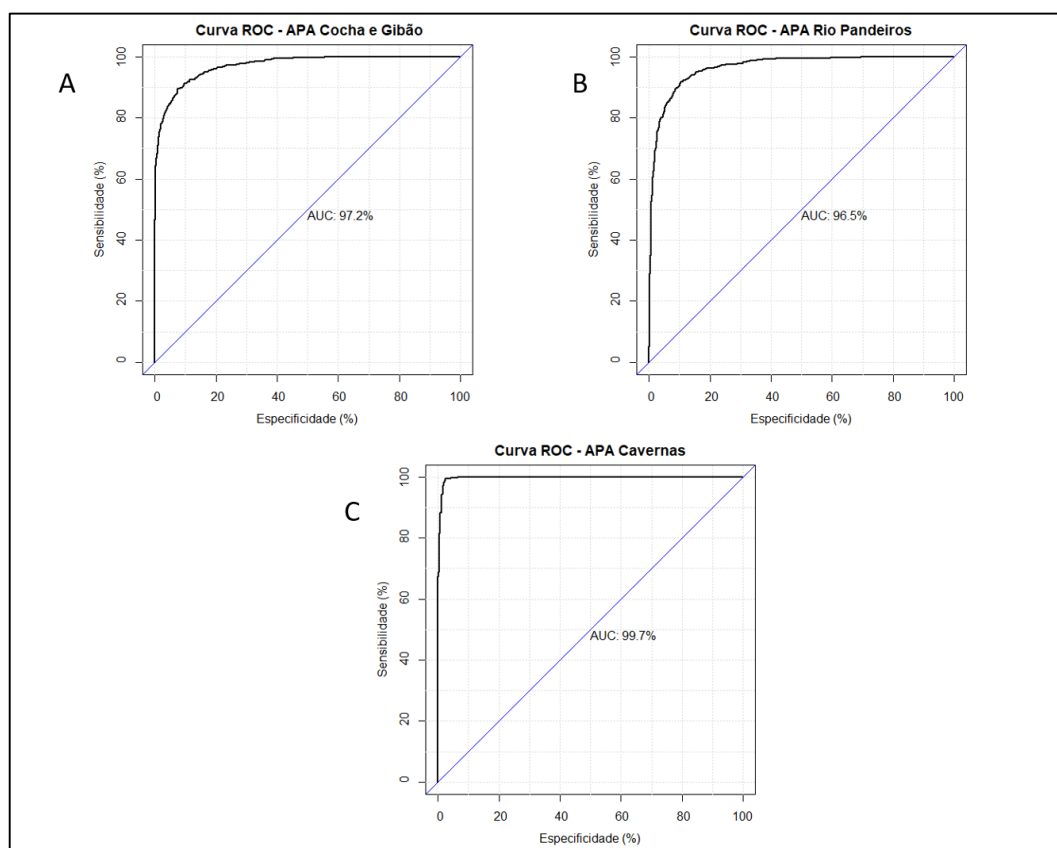 A
Curva ROC - APA Cocha e Gibão
Sensibilidade (%)
100
80
60
40
20
0
AUC: 97.2%
0 20 40 60 80 100
Especificidade (%)
B
Curva ROC - APA Rio Pandeiros
Sensibilidade (%)
100
80
60
40
20
0
AUC: 96.5%
0 20 40 60 80 100
Especificidade (%)
C
Curva ROC - APA Cavernas
Sensibilidade (%)
100
80
60
40
20
0
AUC: 99.7%
0 20 40 60 80 100
Especificidade (%)